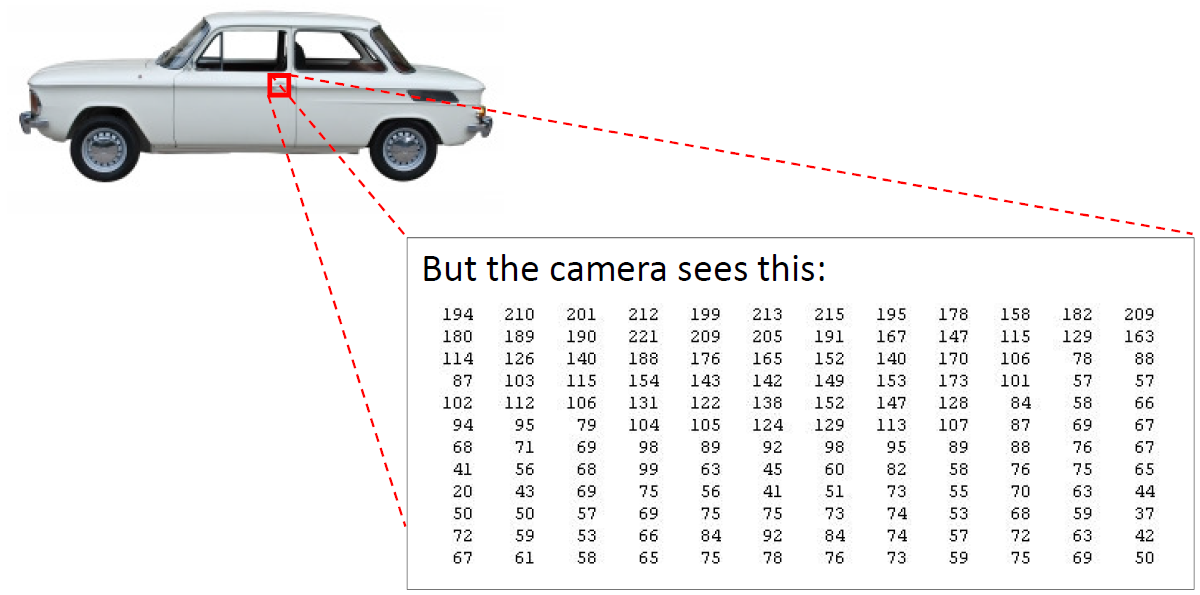 But the camera sees this:
194 210 201 212 199 213 215 195 178 158 182 209
180 189 190 221 209 205 191 167 147 115 129 163
114 126 140 188 176 165 152 140 170 106 78 88
87 103 115 154 143 142 149 153 173 101 57 57
102 112 106 131 122 138 152 147 128 84 58 66
94 95 79 104 105 124 129 113 107 87 69 67
68 71 69 98 89 92 98 95 89 88 76 67
41 56 68 99 63 45 60 82 58 76 75 65
20 43 69 75 56 41 51 73 55 70 63 44
50 50 57 69 75 75 73 74 53 68 59 37
72 59 53 66 84 92 84 74 57 72 63 42
67 61 58 65 75 78 76 73 59 75 69 50